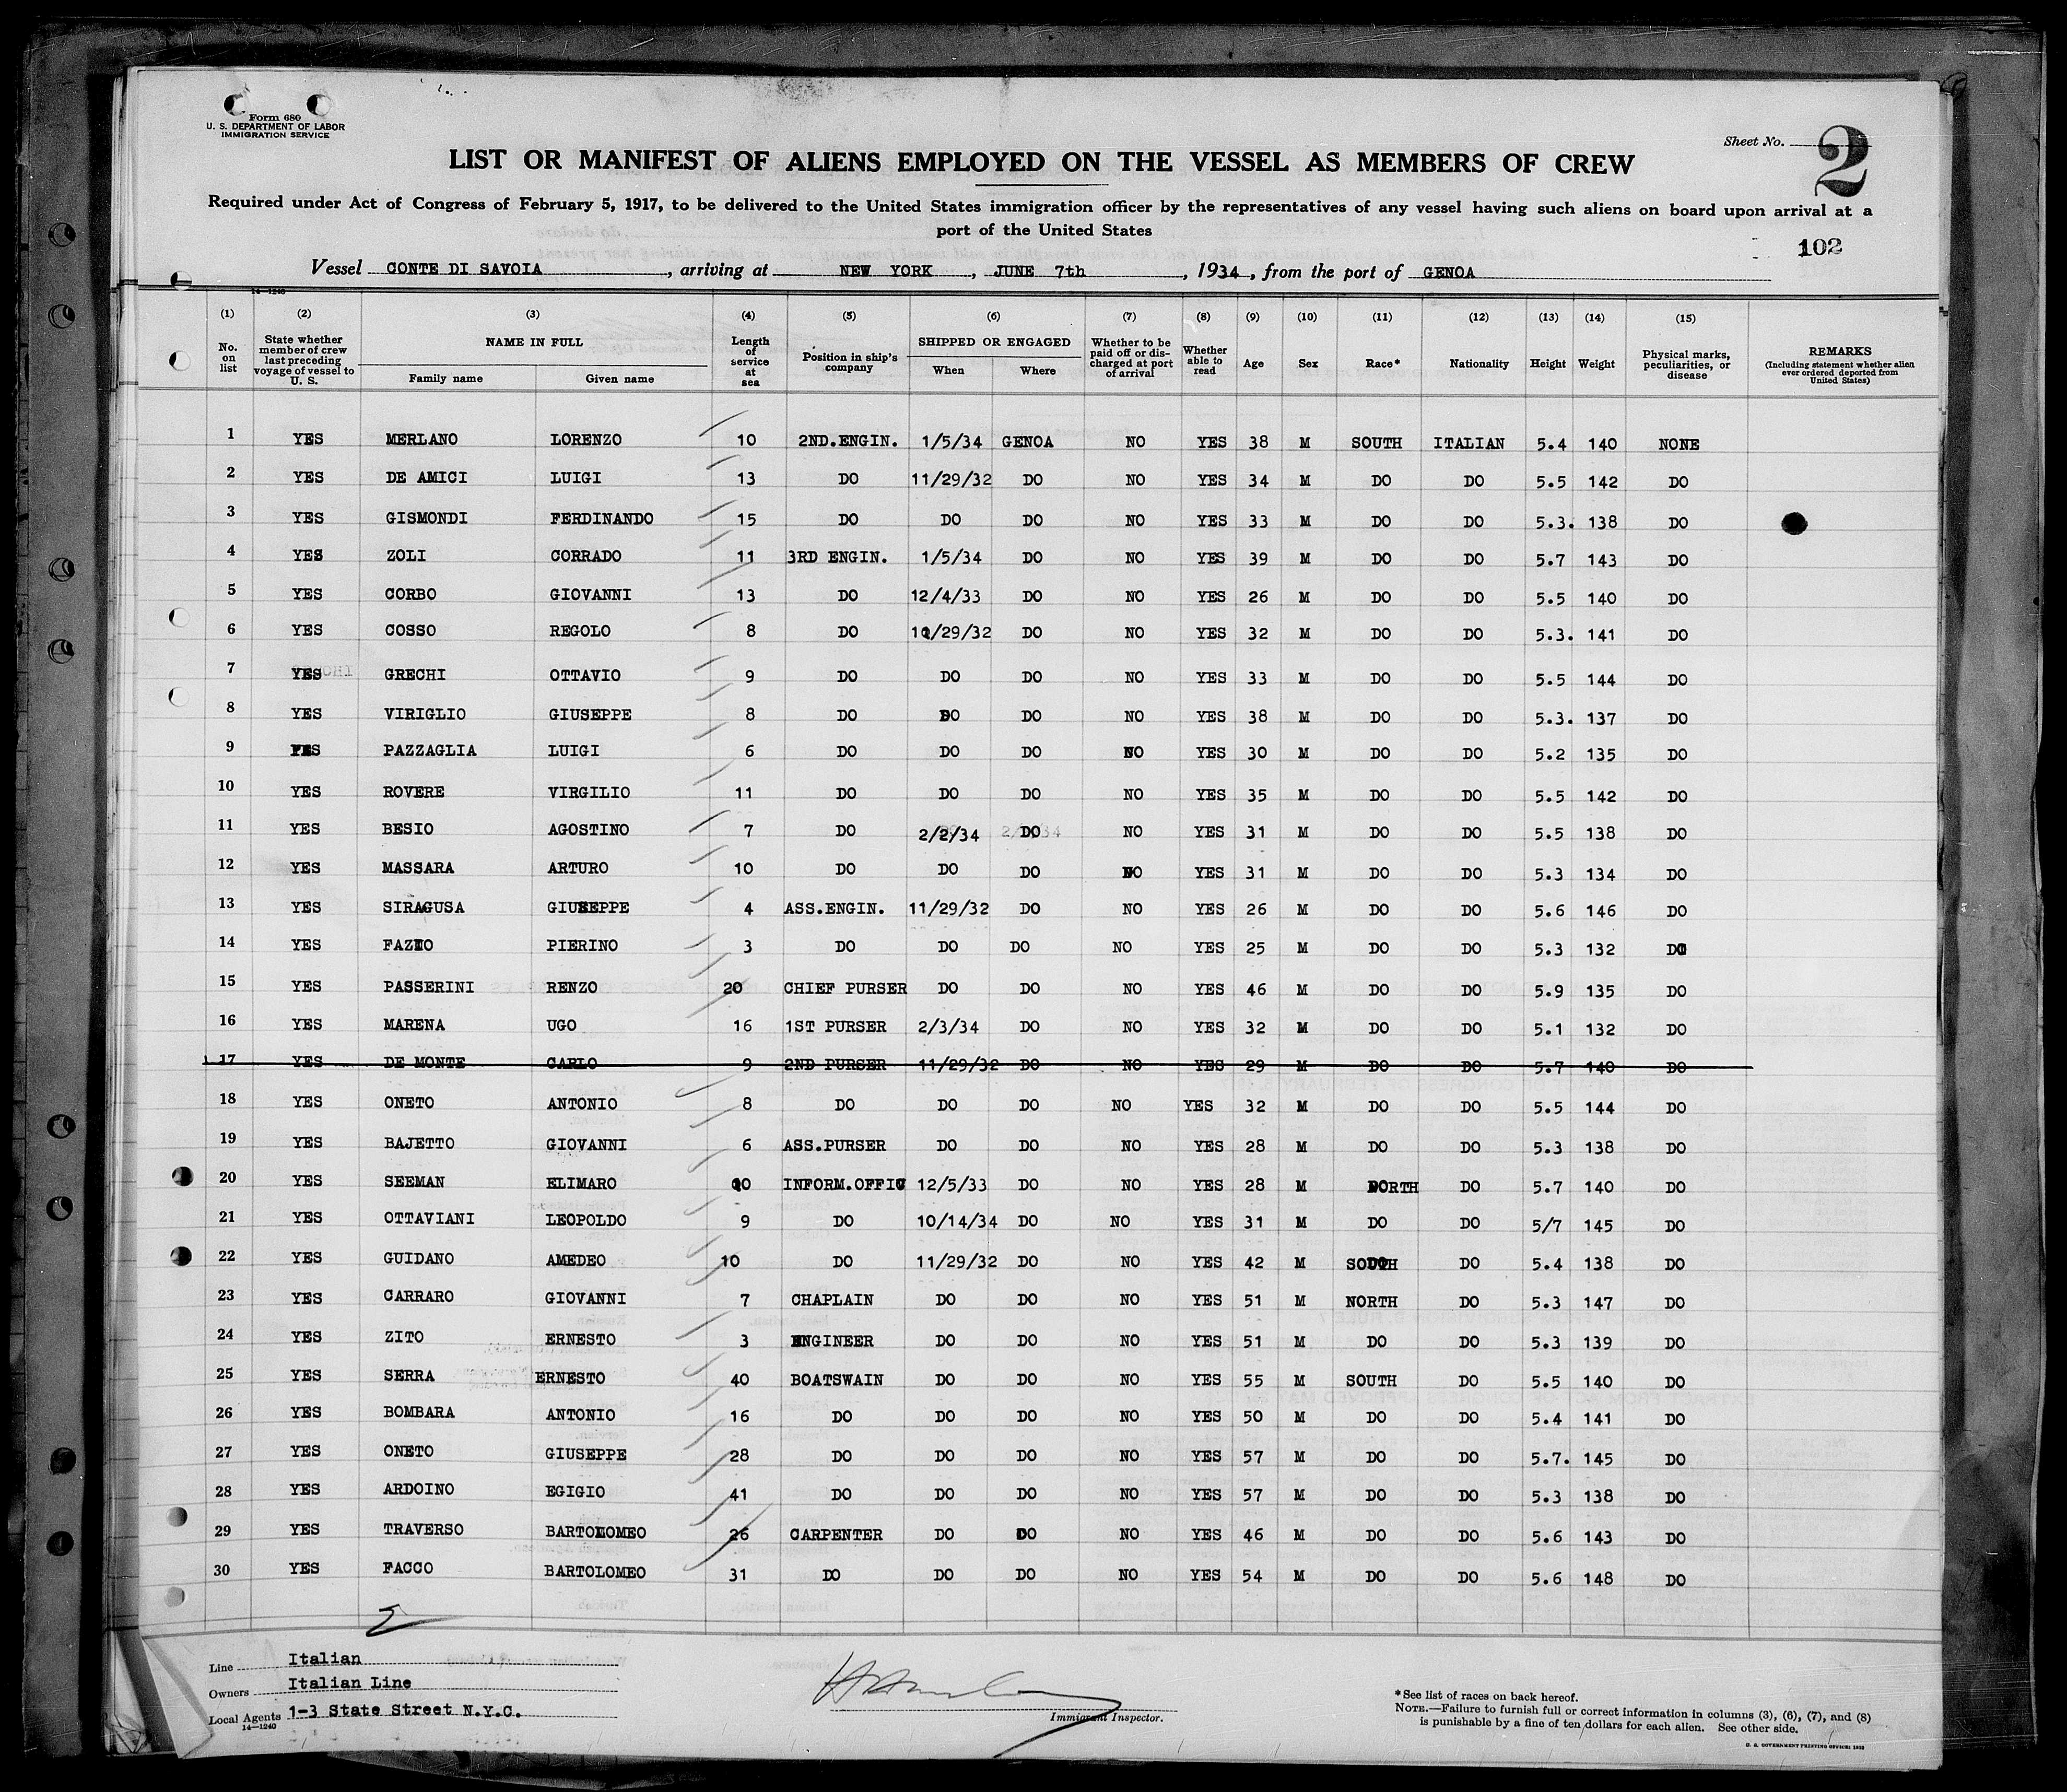 Form 680
U. S. DEPARTMENT OF LABOR
IMMIGRATION SERVICE
Sheet No. 2
LIST OR MANIFEST OF ALIENS EMPLOYED ON THE VESSEL AS MEMBERS OF CREW
Required under Act of Congress of February 5, 1917, to be delivered to the United States immigration officer by the representatives of any vessel having such aliens on board upon arrival at a
port of the United States
102
Vessel CONTE DI SAVOIA, arriving at NEW YORK, JUNE 7th, 1934, from the port of GENOA
14—1240
(1) (2) (3) (4) (5) (6) (7) (8) (9) (10) (11) (12) (13) (14) (15)
No. on list State whether member of crew last preceding voyage of vessel to U. S. NAME IN FULL Family name Given name Length of service at sea Position in ship's company SHIPPED OR ENGAGED When Where Whether to be paid off or discharged at port of arrival Whether able to read Age Sex Race* Nationality Height Weight Physical marks, peculiarities, or disease REMARKS (Including statement whether alien ever ordered deported from United States)
1 YES MERLANO LORENZO 10 2ND.ENGIN. 1/5/34 GENOA NO YES 38 M SOUTH ITALIAN 5.4 140 NONE
2 YES DE AMICI LUIGI 13 DO 11/29/32 DO NO YES 34 M DO DO 5.5 142 DO
3 YES GISMONDI FERDINANDO 15 DO DO DO NO YES 33 M DO DO 5.3. 138 DO
4 YES ZOLI CORRADO 11 3RD ENGIN. 1/5/34 DO NO YES 39 M DO DO 5.7 143 DO
5 YES CORBO GIOVANNI 13 DO 12/4/33 DO NO YES 26 M DO DO 5.5 140 DO
6 YES COSSO REGOLO 8 DO 11/29/32 DO NO YES 32 M DO DO 5.3. 141 DO
7 YES GRECHI OTTAVIO 9 DO DO DO NO YES 33 M DO DO 5.5 144 DO
8 YES VIRIGLIO GIUSEPPE 8 DO DO DO NO YES 38 M DO DO 5.3. 137 DO
9 YES PAZZAGLIA LUIGI 6 DO DO DO NO YES 30 M DO DO 5.2 135 DO
10 YES ROVERE VIRGILIO 11 DO DO DO NO YES 35 M DO DO 5.5 142 DO
11 YES BESIO AGOSTINO 7 DO 2/2/34 DO NO YES 31 M DO DO 5.5 138 DO
12 YES MASSARA ARTURO 10 DO DO DO NO YES 31 M DO DO 5.3 134 DO
13 YES SIRAGUSA GIUSEPPE 4 ASS.ENGIN. 11/29/32 DO NO YES 26 M DO DO 5.6 146 DO
14 YES FAZIO PIERINO 3 DO DO DO NO YES 25 M DO DO 5.3 132 DO
15 YES PASSERINI RENZO 20 CHIEF PURSER DO DO NO YES 46 M DO DO 5.9 135 DO
16 YES MARENA UGO 16 1ST PURSER 2/3/34 DO NO YES 32 M DO DO 5.1 132 DO
17 YES DE MONTE CARLO 9 2ND PURSER 11/29/32 DO NO YES 29 M DO DO 5.7 140 DO
18 YES ONETO ANTONIO 8 DO DO DO NO YES 32 M DO DO 5.5 144 DO
19 YES BAJETTO GIOVANNI 6 ASS.PURSER DO DO NO YES 28 M DO DO 5.3 138 DO
20 YES SEEMAN ELIMARO 10 INFORM.OFFIC 12/5/33 DO NO YES 28 M NORTH DO 5.7 140 DO
21 YES OTTAVIANI LEOPOLDO 9 DO 10/14/34 DO NO YES 31 M DO DO 5/7 145 DO
22 YES GUIDANO AMEDEO 10 DO 11/29/32 DO NO YES 42 M SOUTH DO 5.4 138 DO
23 YES CARRARO GIOVANNI 7 CHAPLAIN DO DO NO YES 51 M NORTH DO 5.3 147 DO
24 YES ZITO ERNESTO 3 ENGINEER DO DO NO YES 51 M DO DO 5.3 139 DO
25 YES SERRA ERNESTO 40 BOATSWAIN DO DO NO YES 55 M SOUTH DO 5.5 140 DO
26 YES BOMBARA ANTONIO 16 DO DO DO NO YES 50 M DO DO 5.4 141 DO
27 YES ONETO GIUSEPPE 28 DO DO DO NO YES 57 M DO DO 5.7. 145 DO
28 YES ARDOINO EGIGIO 41 DO DO DO NO YES 57 M DO DO 5.3 138 DO
29 YES TRAVERSO BARTOLOMEO 26 CARPENTER DO DO NO YES 46 M DO DO 5.6 143 DO
30 YES FACCO BARTOLOMEO 31 DO DO DO NO YES 54 M DO DO 5.6 148 DO
Line Italian
Owners Italian Line
Local Agents 1-3 State Street N.Y.C.
14—1240
Immigrant Inspector.
*See list of races on back hereof.
NOTE.—Failure to furnish full or correct information in columns (3), (6), (7), and (8)
is punishable by a fine of ten dollars for each alien. See other side.
U. S. GOVERNMENT PRINTING OFFICE: